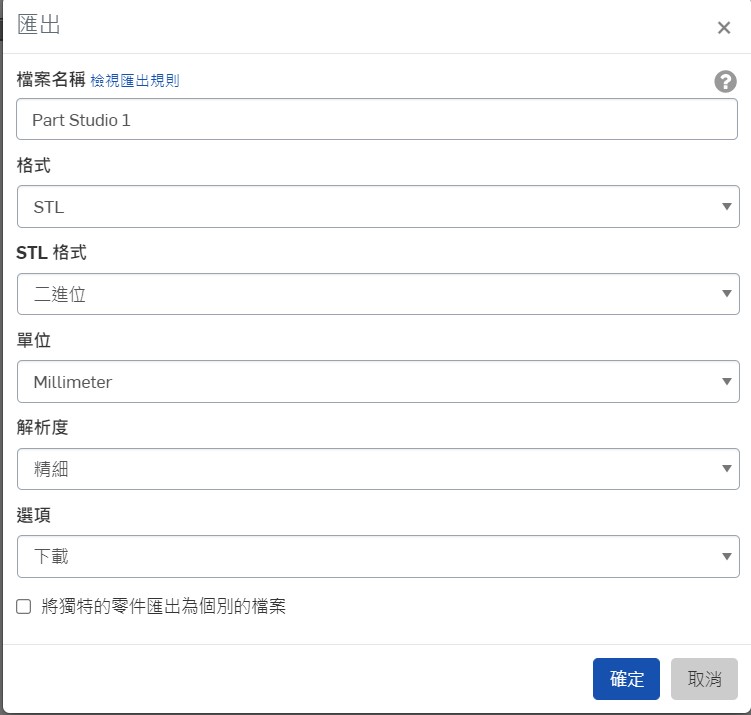 匯出
×
檔案名稱 檢視匯出規則
?
Part Studio 1
格式
STL
STL 格式
二進位
單位
Millimeter
解析度
精細
選項
下載
將獨特的零件匯出為個別的檔案
確定 取消